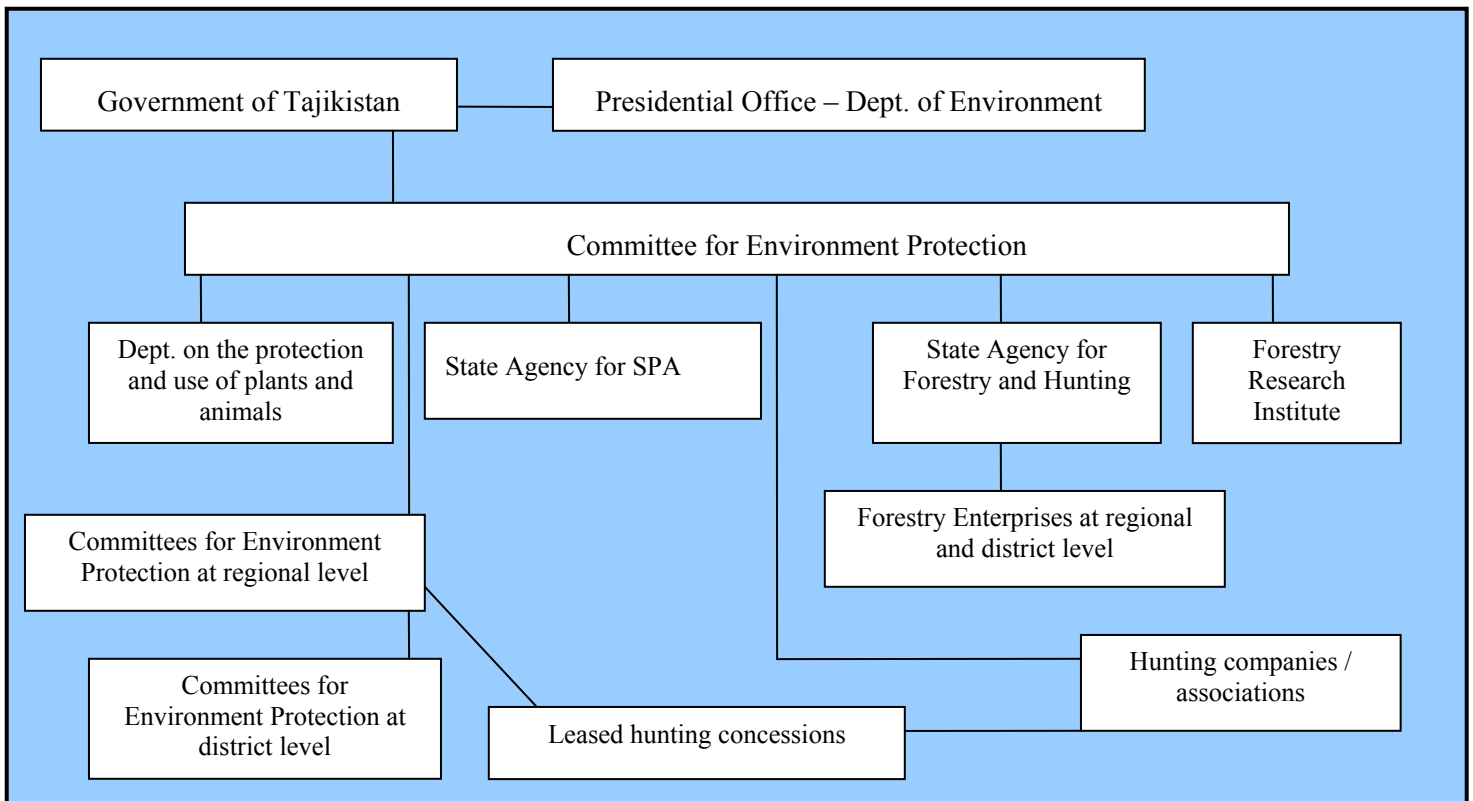 Government of Tajikistan
Presidential Office – Dept. of Environment
Committee for Environment Protection
Dept. on the protection
and use of plants and
animals
State Agency for SPA
State Agency for
Forestry and Hunting
Forestry
Research
Institute
Committees for Environment
Protection at regional level
Forestry Enterprises at regional
and district level
Committees for
Environment Protection at
district level
Leased hunting concessions
Hunting companies /
associations